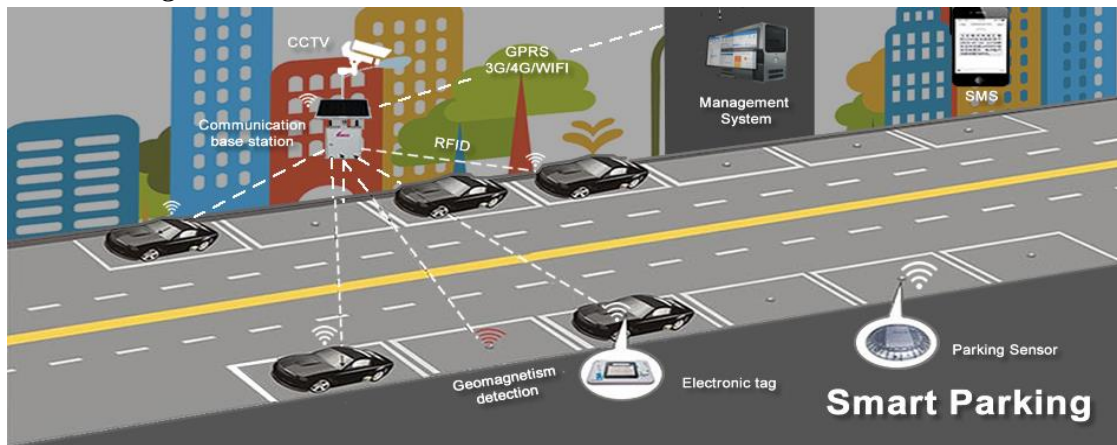 CCTV
GPRS
3G/4G/WIFI
Communication
base station
RFID
Management
System
SMS
Geomagnetism
detection
Electronic tag
Parking Sensor
Smart Parking